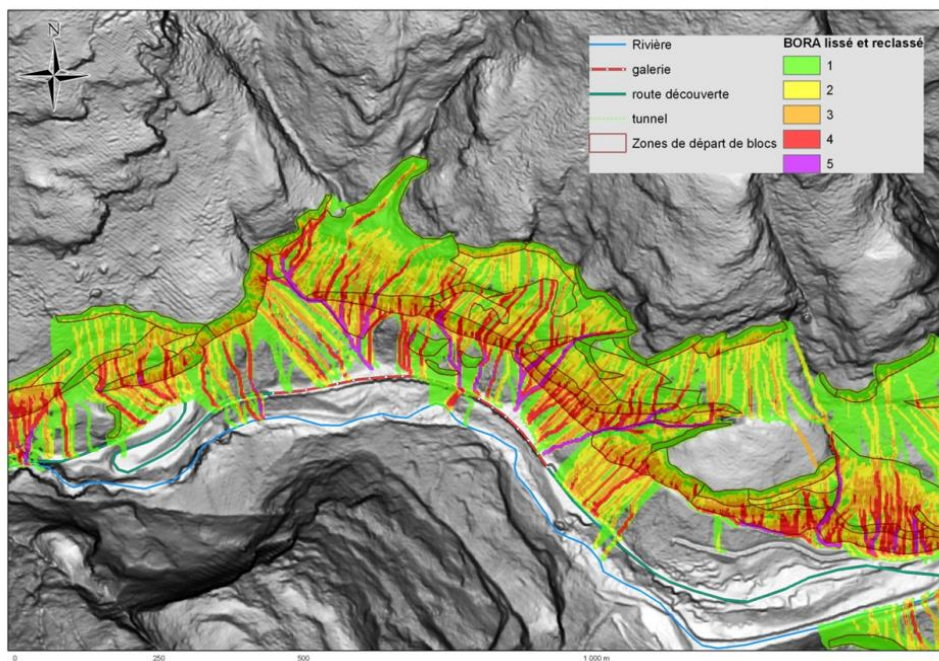 N
Rivière
galerie
route découverte
tunnel
Zones de départ de blocs
BORA lissé et reclassé
1
2
3
4
5
0 250 500 1 000 m